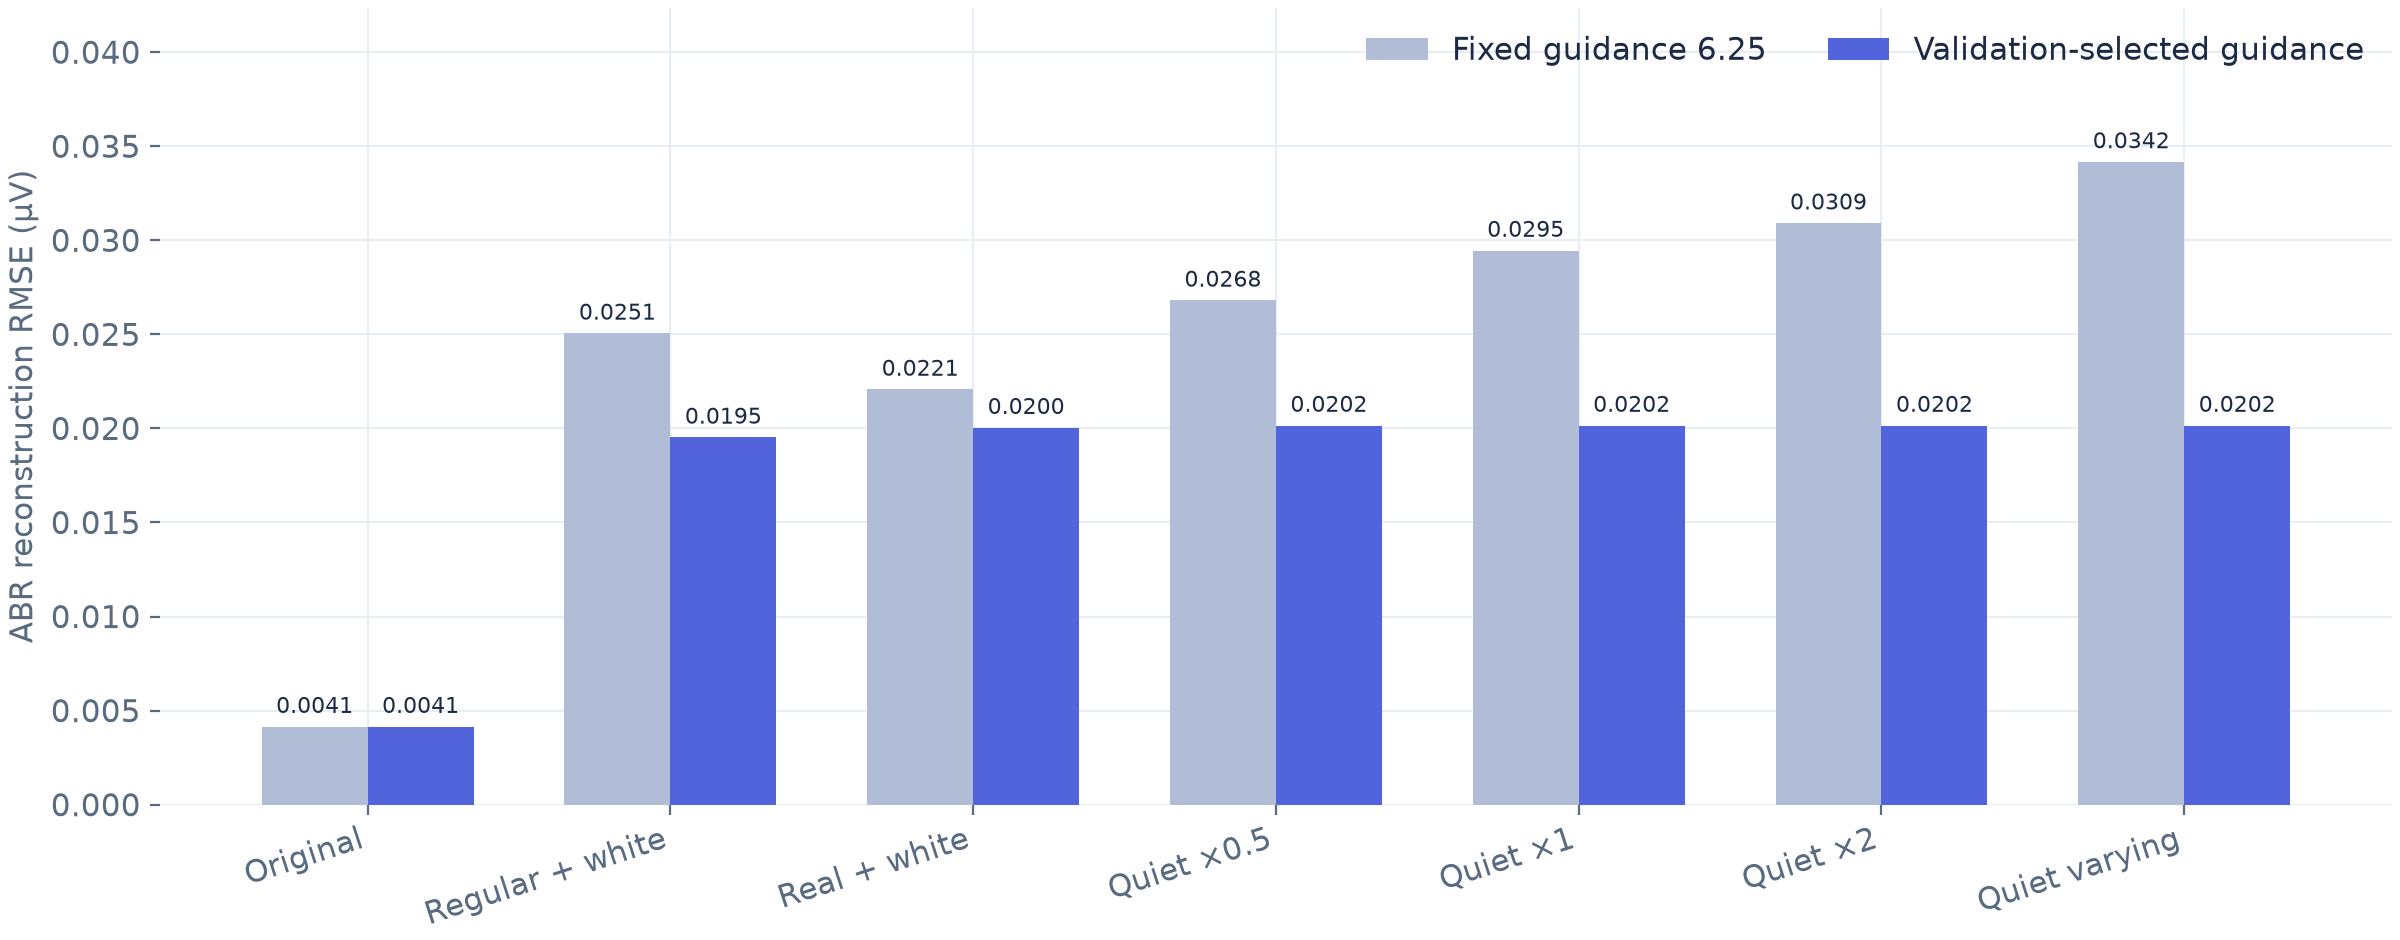 Fixed guidance 6.25
Validation-selected guidance
ABR reconstruction RMSE (µV)
0.040
0.035
0.030
0.025
0.020
0.015
0.010
0.005
0.000
0.0041
0.0041
0.0251
0.0195
0.0221
0.0200
0.0268
0.0202
0.0295
0.0202
0.0309
0.0202
0.0342
0.0202
Original
Regular + white
Real + white
Quiet ×0.5
Quiet ×1
Quiet ×2
Quiet varying